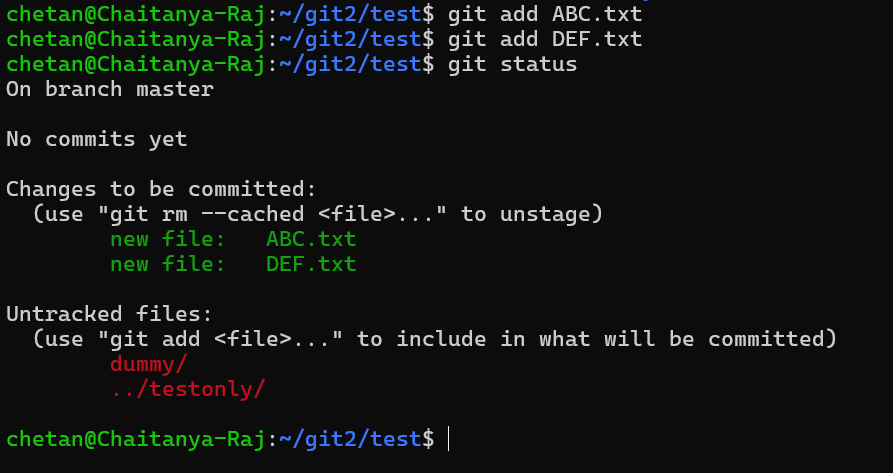 chetan@Chaitanya-Raj:~/git2/test$ git add ABC.txt
chetan@Chaitanya-Raj:~/git2/test$ git add DEF.txt
chetan@Chaitanya-Raj:~/git2/test$ git status
On branch master

No commits yet

Changes to be committed:
  (use "git rm --cached <file>..." to unstage)
        new file:   ABC.txt
        new file:   DEF.txt

Untracked files:
  (use "git add <file>..." to include in what will be committed)
        dummy/
        ../testonly/

chetan@Chaitanya-Raj:~/git2/test$